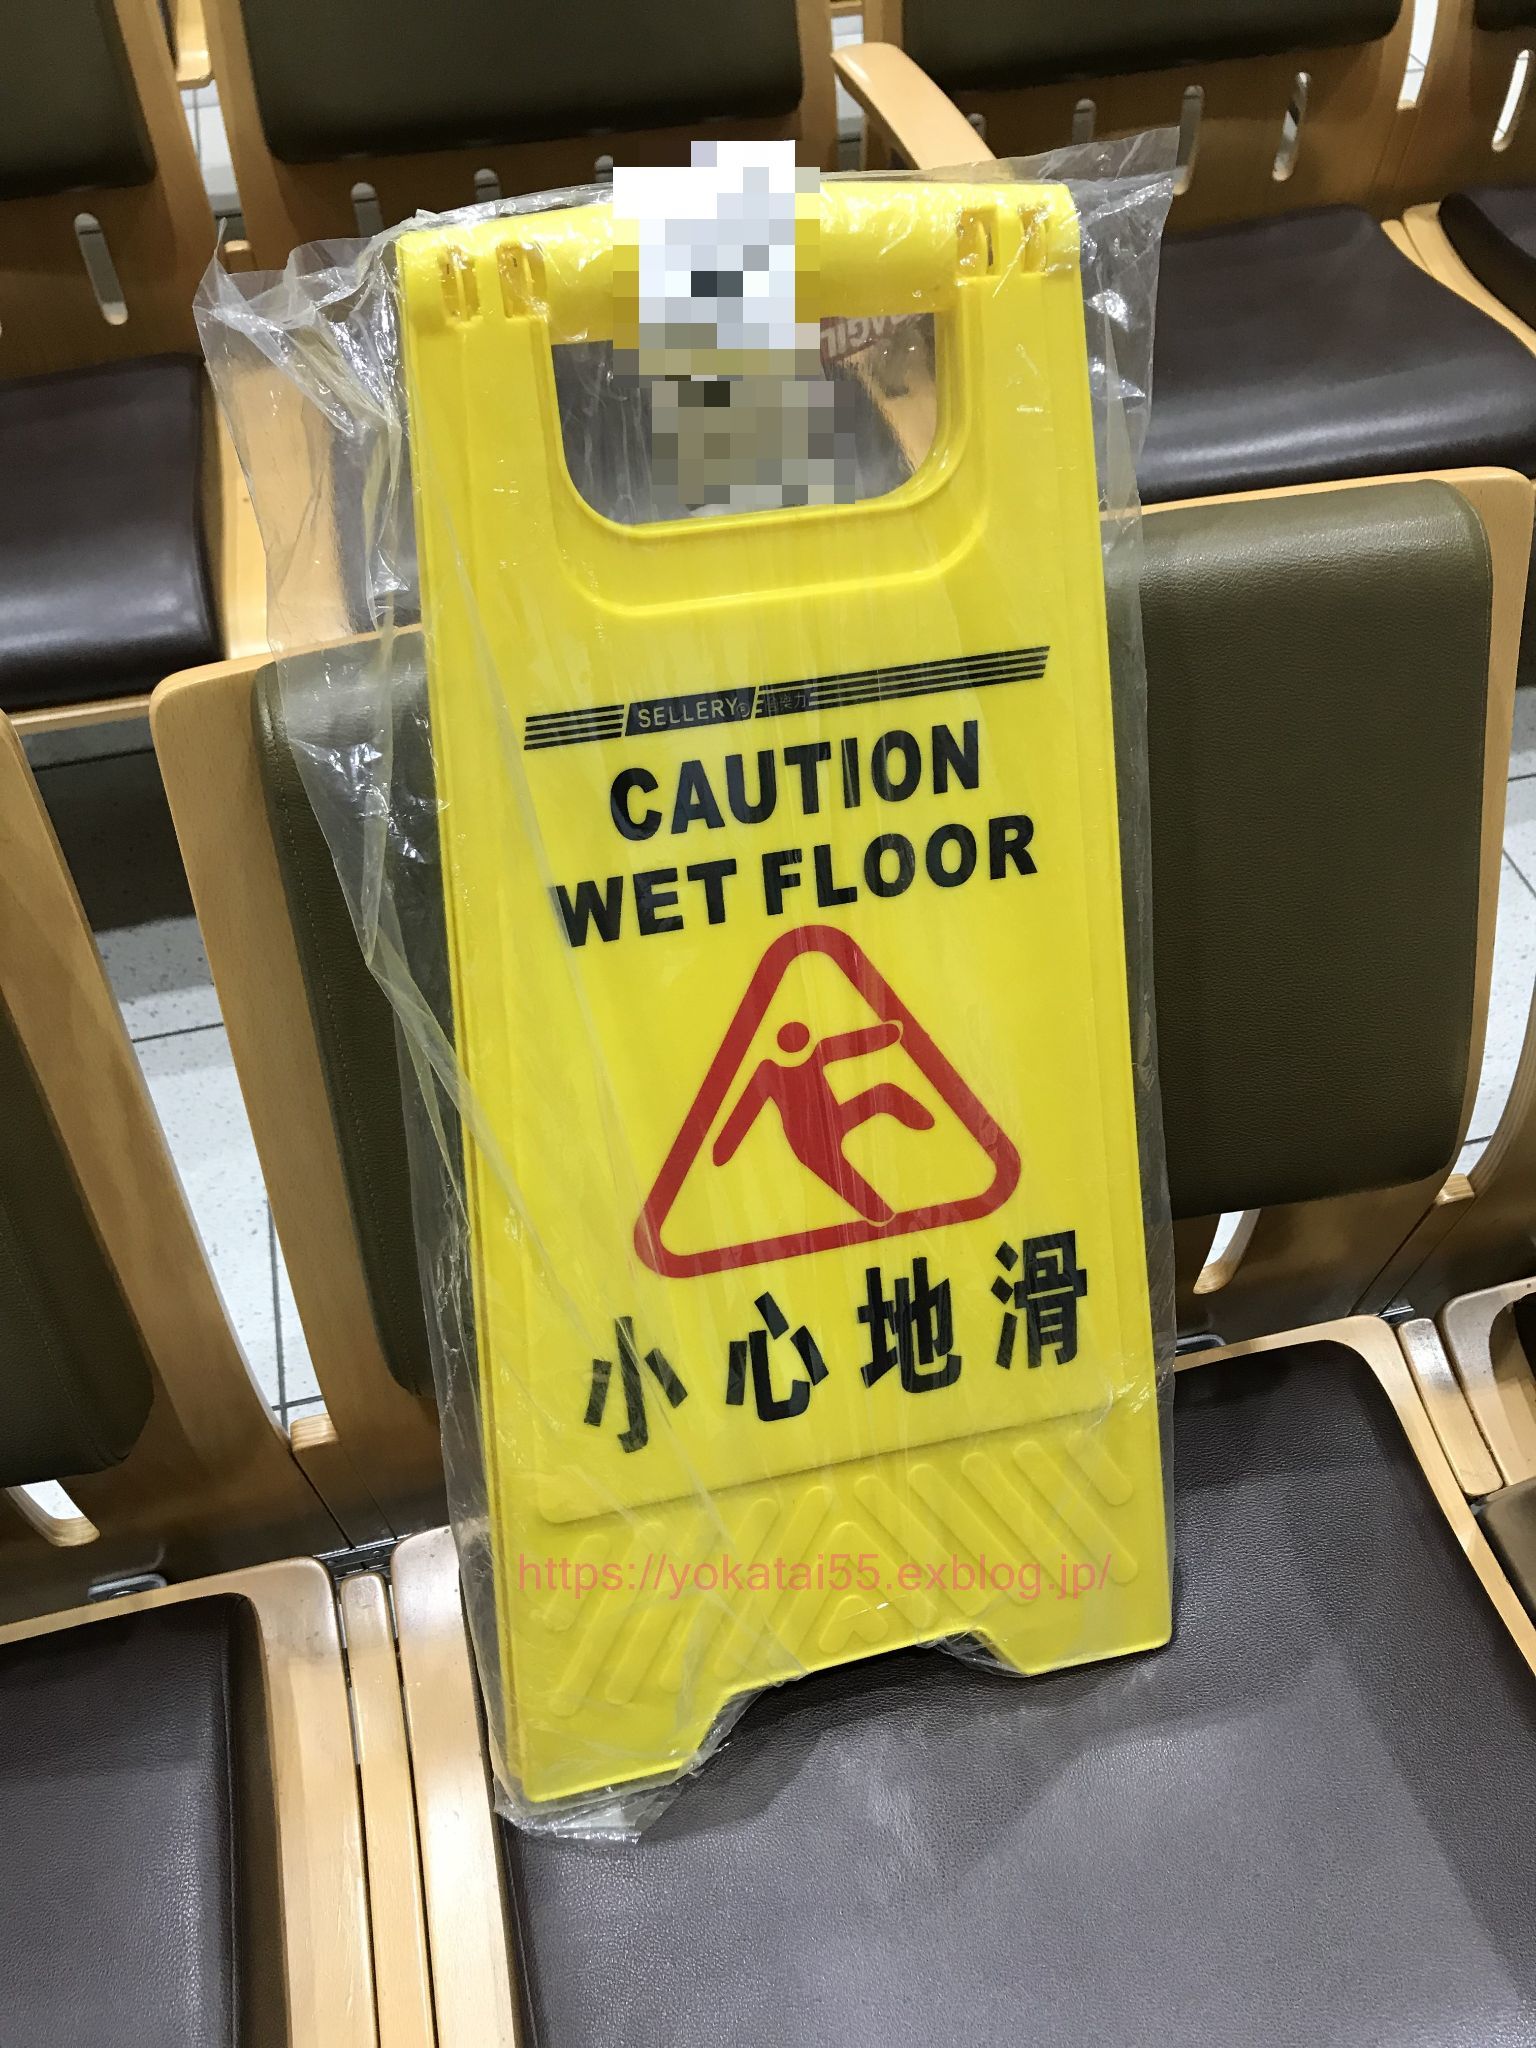 SELLERY®
CAUTION
WET FLOOR
小心地滑
https://yokatai55.exblog.jp/